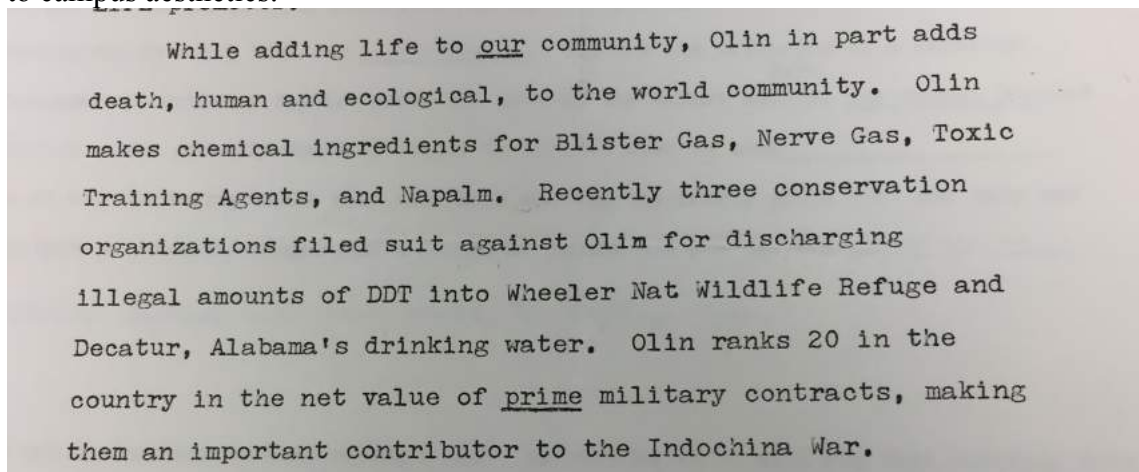 to campus aesthetics.
While adding life to our community, Olin in part adds
death, human and ecological, to the world community. Olin
makes chemical ingredients for Blister Gas, Nerve Gas, Toxic
Training Agents, and Napalm. Recently three conservation
organizations filed suit against Olim for discharging
illegal amounts of DDT into Wheeler Nat Wildlife Refuge and
Decatur, Alabama's drinking water. Olin ranks 20 in the
country in the net value of prime military contracts, making
them an important contributor to the Indochina War.